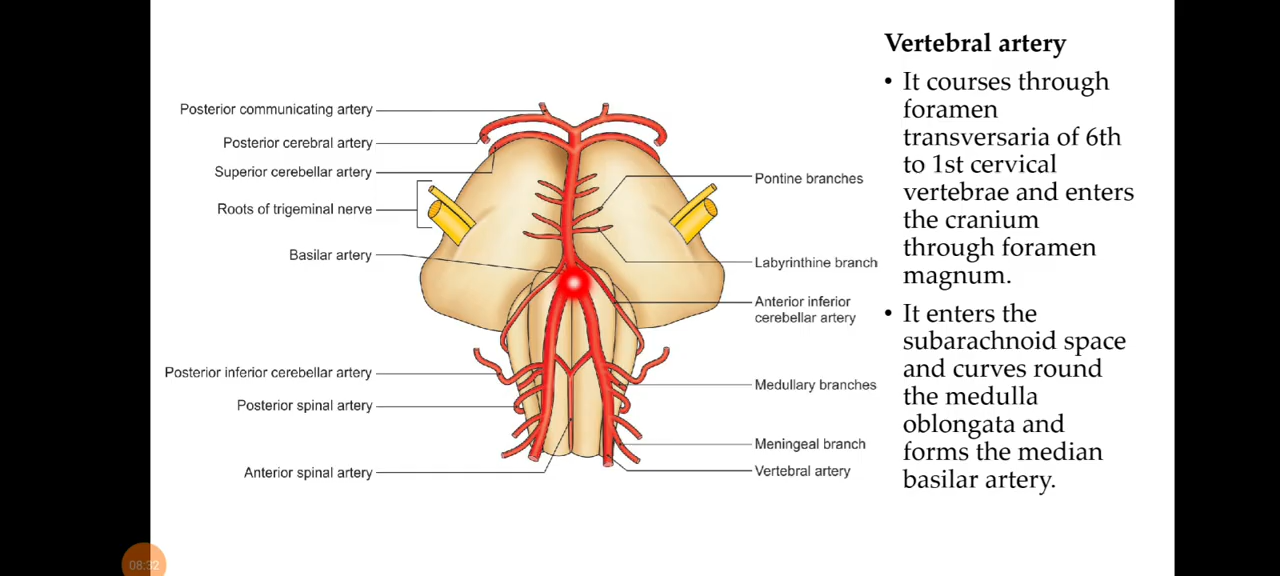 Vertebral artery
• It courses through
foramen
transversaria of 6th
to 1st cervical
vertebrae and enters
the cranium
through foramen
magnum.
• It enters the
subarachnoid space
and curves round
the medulla
oblongata and
forms the median
basilar artery.
Posterior communicating artery
Posterior cerebral artery
Superior cerebellar artery
Roots of trigeminal nerve
Basilar artery
Posterior inferior cerebellar artery
Posterior spinal artery
Anterior spinal artery
Pontine branches
Labyrinthine branch
Anterior inferior
cerebellar artery
Medullary branches
Meningeal branch
Vertebral artery
08:32